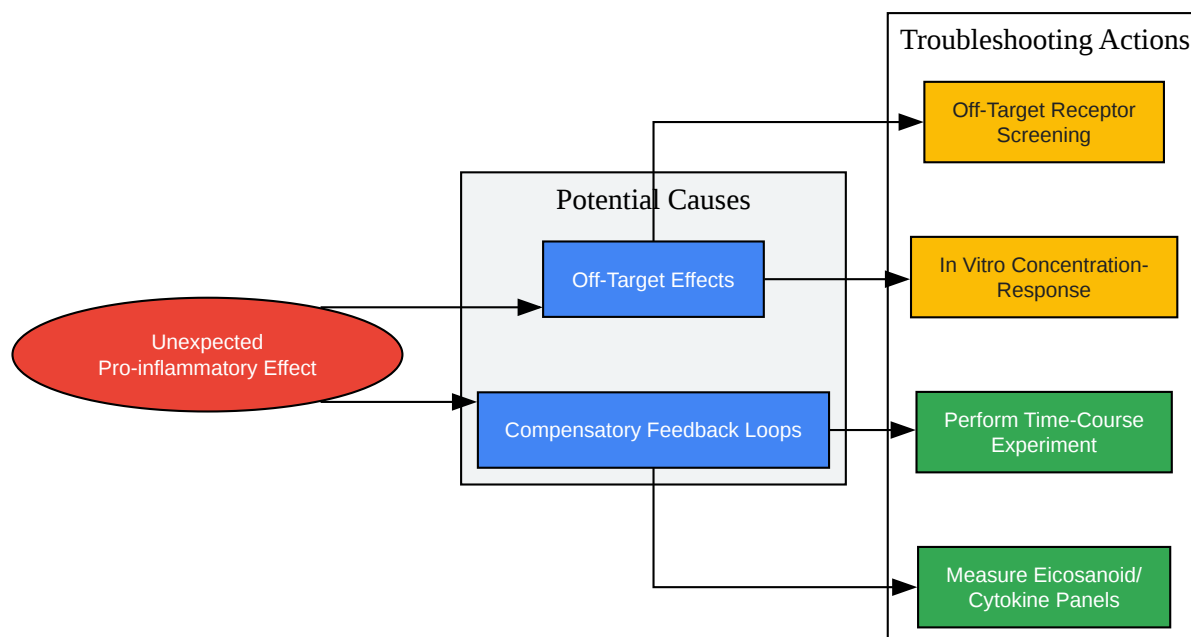 Troubleshooting Actions
Off-Target Receptor
Screening
Potential Causes
Off-Target Effects
In Vitro Concentration-
Response
Unexpected
Pro-inflammatory Effect
Compensatory Feedback Loops
Perform Time-Course
Experiment
Measure Eicosanoid/
Cytokine Panels